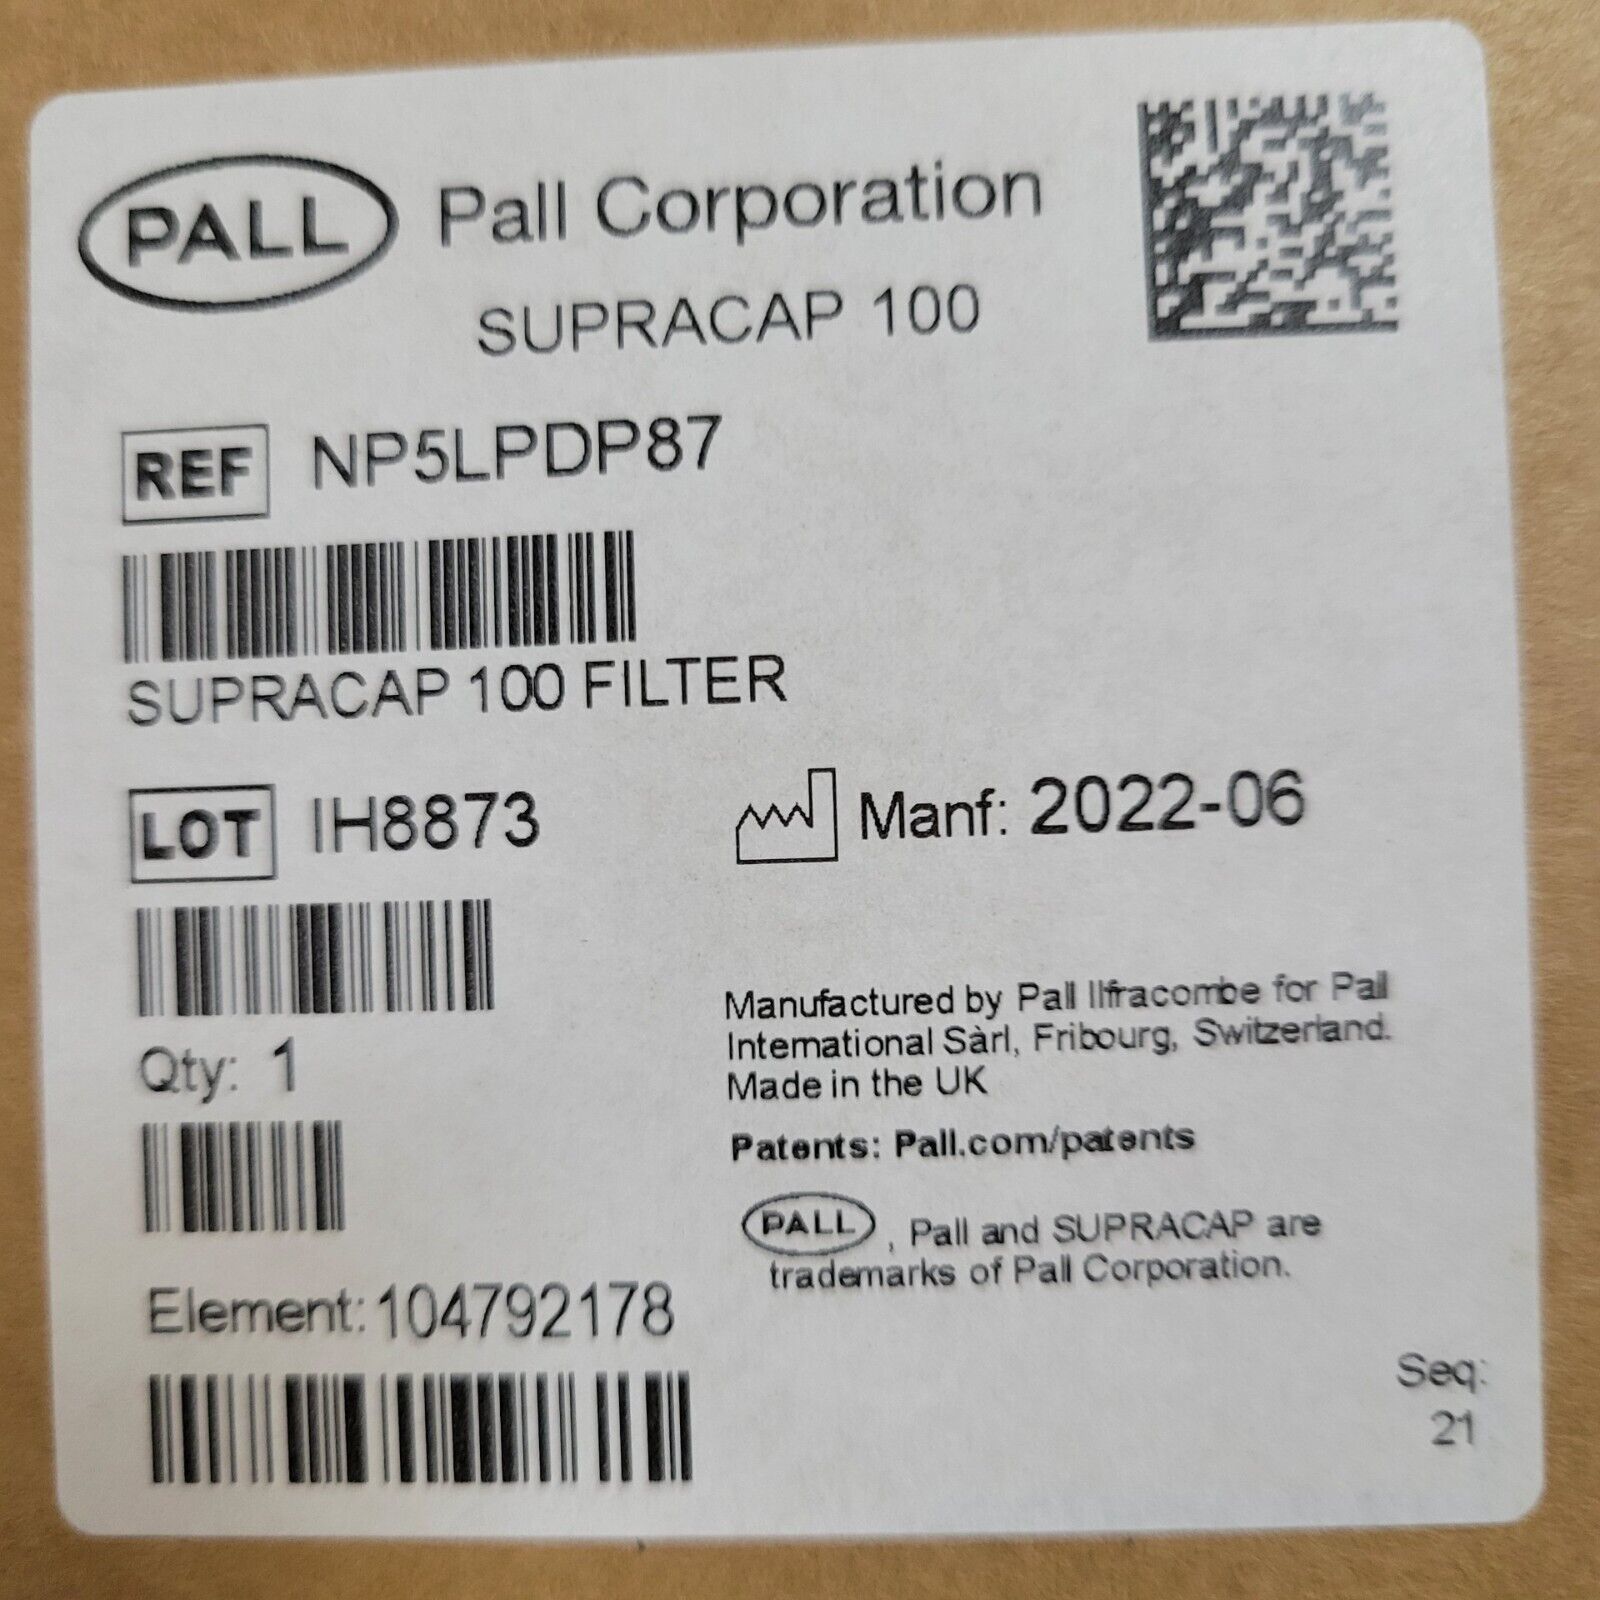 PALL Pall Corporation
SUPRACAP 100
REF NP5LPDP87
SUPRACAP 100 FILTER
LOT IH8873
Manf: 2022-06
Qty: 1
Manufactured by Pall Ilfracombe for Pall
International Sàrl, Fribourg, Switzerland.
Made in the UK
Patents: Pall.com/patents
PALL, Pall and SUPRACAP are
trademarks of Pall Corporation.
Element:104792178
Seq:
21